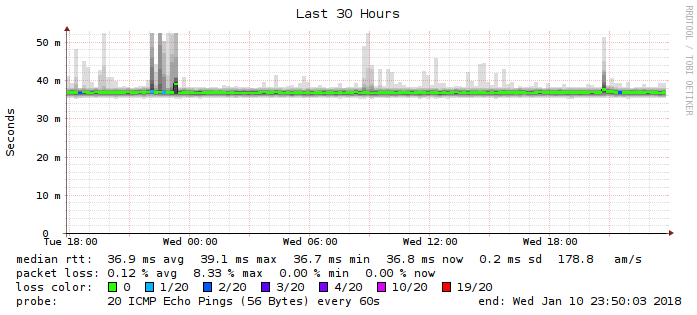 Last 30 Hours
RRDTOOL / TOBI OETIKER
Seconds
50 m
40 m
30 m
20 m
10 m
0
Tue 18:00 Wed 00:00 Wed 06:00 Wed 12:00 Wed 18:00
median rtt: 36.9 ms avg 39.1 ms max 36.7 ms min 36.8 ms now 0.2 ms sd 178.8 am/s
packet loss: 0.12 % avg 8.33 % max 0.00 % min 0.00 % now
loss color: 0 1/20 2/20 3/20 4/20 10/20 19/20
probe: 20 ICMP Echo Pings (56 Bytes) every 60s end: Wed Jan 10 23:50:03 2018